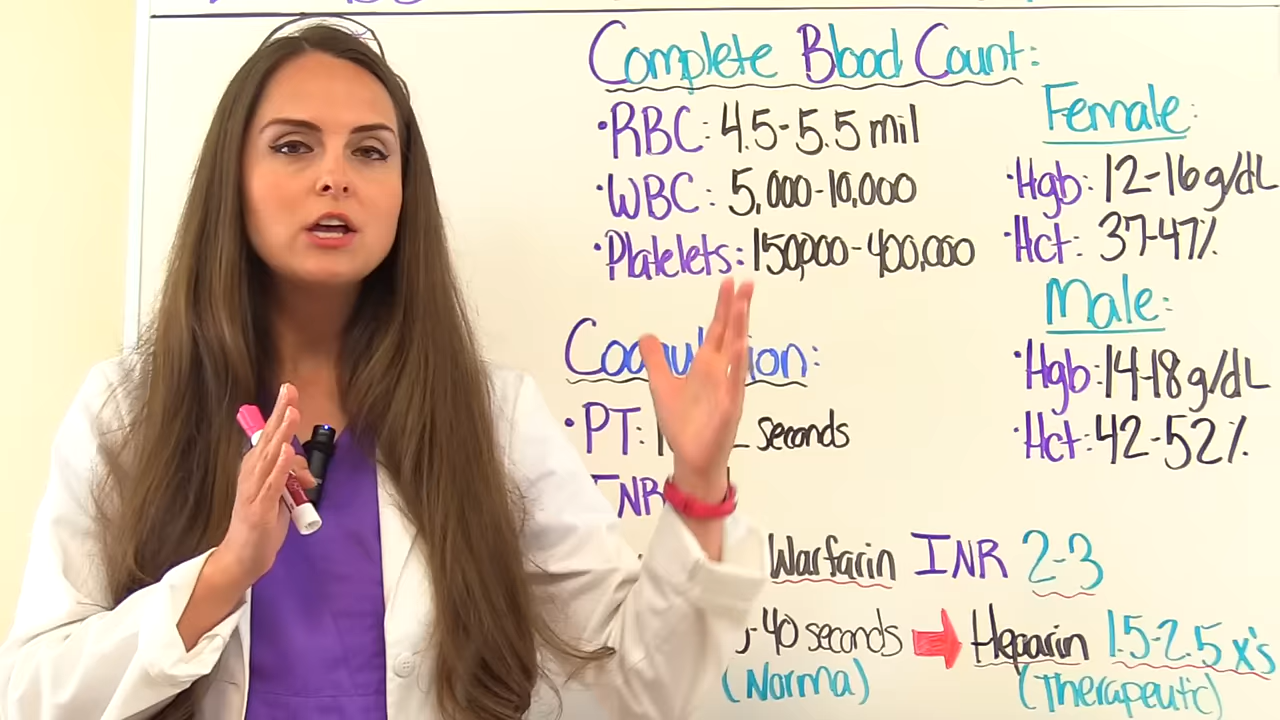 Complete Blood Count:
•RBC: 4.5-5.5 mil
•WBC: 5,000-10,000
•Platelets: 150,000-400,000
Female:
•Hgb: 12-16 g/dL
•Hct: 37-47%
Male:
•Hgb: 14-18 g/dL
•Hct: 42-52%
•PT: seconds
INR
Warfarin INR 2-3
-40 seconds Heparin 1.5-2.5 x's
(Norma) (Therapeutic)